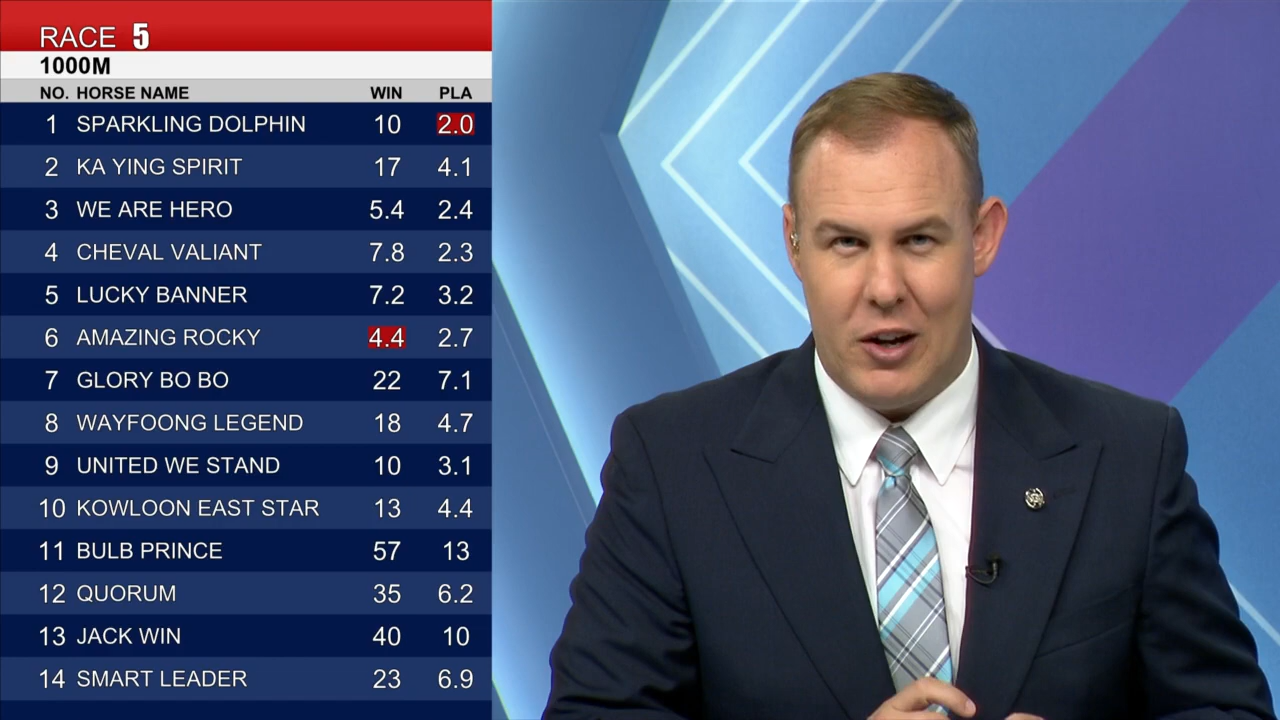 RACE 5
1000M
NO. HORSE NAME WIN PLA
1 SPARKLING DOLPHIN 10 2.0
2 KA YING SPIRIT 17 4.1
3 WE ARE HERO 5.4 2.4
4 CHEVAL VALIANT 7.8 2.3
5 LUCKY BANNER 7.2 3.2
6 AMAZING ROCKY 4.4 2.7
7 GLORY BO BO 22 7.1
8 WAYFOONG LEGEND 18 4.7
9 UNITED WE STAND 10 3.1
10 KOWLOON EAST STAR 13 4.4
11 BULB PRINCE 57 13
12 QUORUM 35 6.2
13 JACK WIN 40 10
14 SMART LEADER 23 6.9